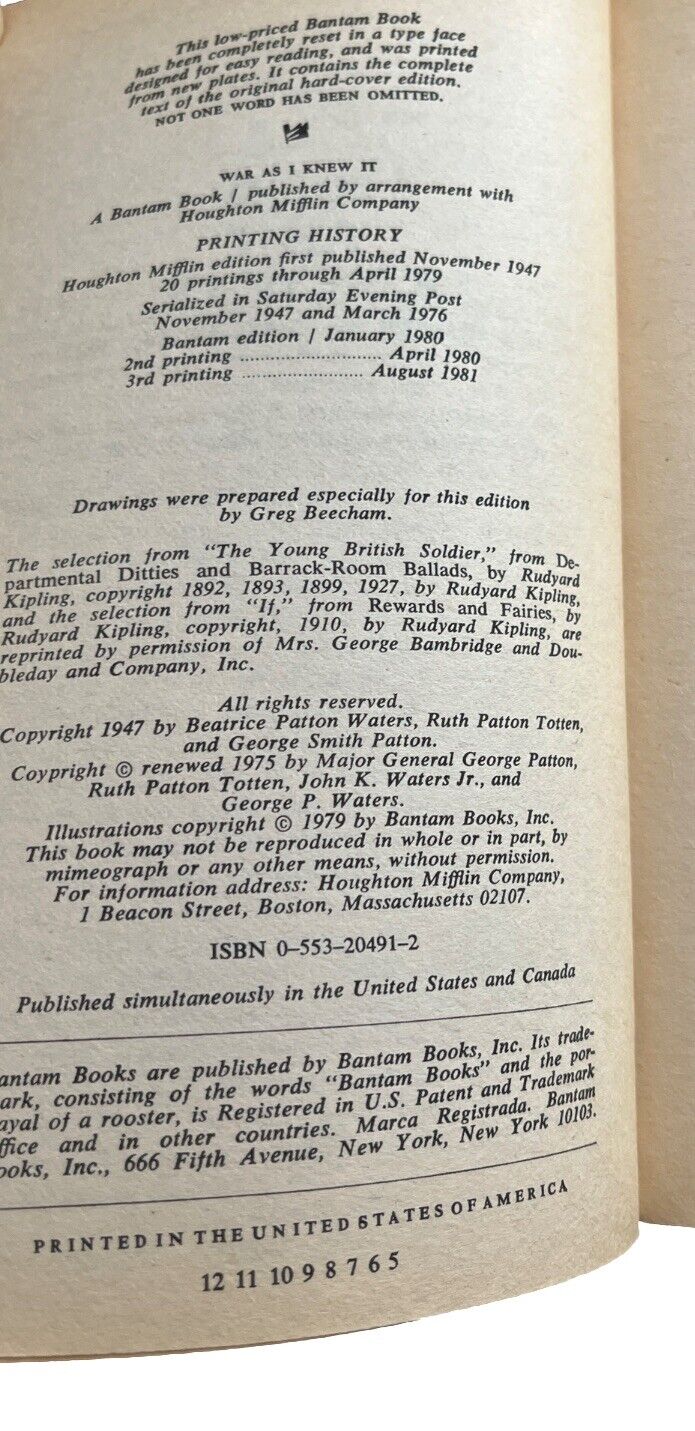 This low-priced Bantam Book
has been completely reset in a type face
designed for easy reading, and was printed
from new plates. It contains the complete
text of the original hard-cover edition.
NOT ONE WORD HAS BEEN OMITTED.
WAR AS I KNEW IT
A Bantam Book / published by arrangement with
Houghton Mifflin Company
PRINTING HISTORY
Houghton Mifflin edition first published November 1947
20 printings through April 1979
Serialized in Saturday Evening Post
November 1947 and March 1976
Bantam edition / January 1980
2nd printing ........................... April 1980
3rd printing ....................... August 1981
Drawings were prepared especially for this edition
by Greg Beecham.
The selection from "The Young British Soldier," from De-
partmental Ditties and Barrack-Room Ballads, by Rudyard
Kipling, copyright 1892, 1893, 1899, 1927, by Rudyard Kipling,
and the selection from "If," from Rewards and Fairies, by
Rudyard Kipling, copyright, 1910, by Rudyard Kipling, are
reprinted by permission of Mrs. George Bambridge and Dou-
bleday and Company, Inc.
All rights reserved.
Copyright 1947 by Beatrice Patton Waters, Ruth Patton Totten,
and George Smith Patton.
Coypright © renewed 1975 by Major General George Patton,
Ruth Patton Totten, John K. Waters Jr., and
George P. Waters.
Illustrations copyright © 1979 by Bantam Books, Inc.
This book may not be reproduced in whole or in part, by
mimeograph or any other means, without permission.
For information address: Houghton Mifflin Company,
1 Beacon Street, Boston, Massachusetts 02107.
ISBN 0-553-20491-2
Published simultaneously in the United States and Canada
antam Books are published by Bantam Books, Inc. Its trade-
ark, consisting of the words "Bantam Books" and the por-
ayal of a rooster, is Registered in U.S. Patent and Trademark
ffice and in other countries. Marca Registrada. Bantam
ooks, Inc., 666 Fifth Avenue, New York, New York 10103.
PRINTED IN THE UNITED STATES OF AMERICA
12 11 10 9 8 7 6 5